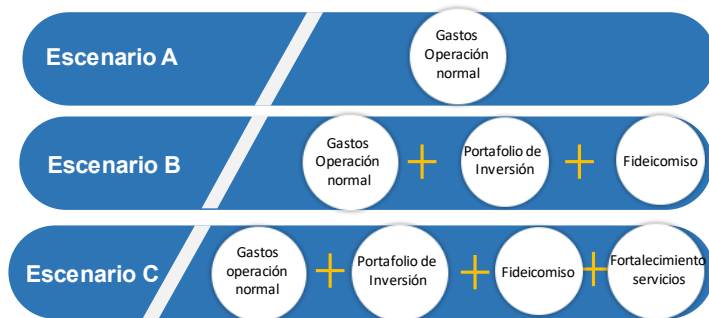 Escenario A
Gastos
Operación
normal
Escenario B
Gastos
Operación
normal
+
Portafolio de
Inversión
+
Fideicomiso
Escenario C
Gastos
operación
normal
+
Portafolio de
Inversión
+
Fideicomiso
+
Fortalecimiento
servicios